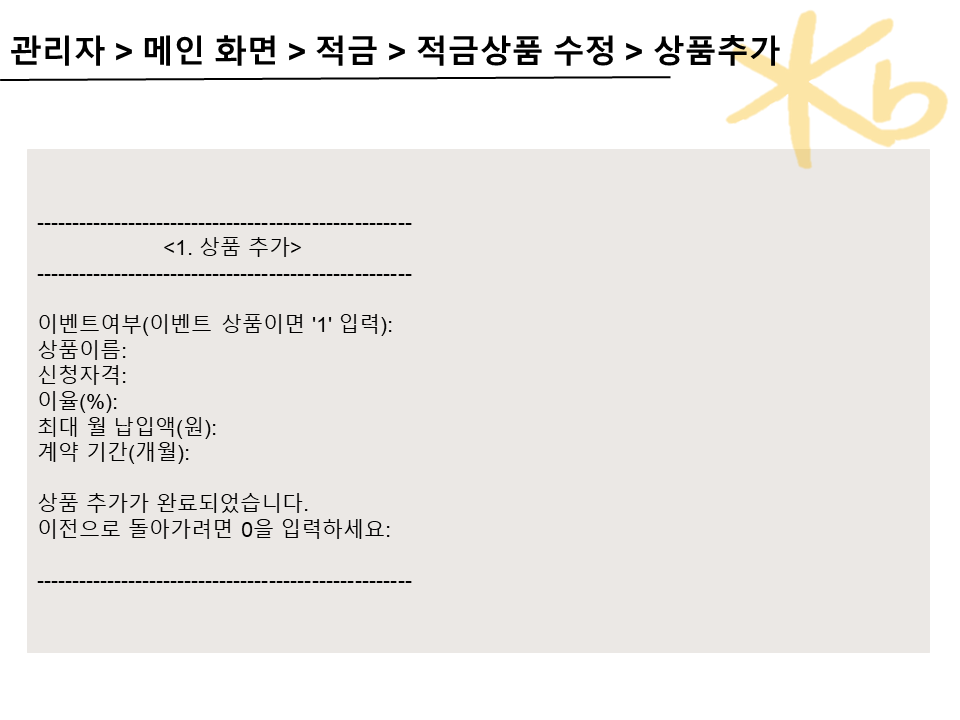 관리자 > 메인 화면 > 적금 > 적금상품 수정 > 상품추가
Kb
------------------------------------------------------
<1. 상품 추가>
------------------------------------------------------
이벤트여부(이벤트 상품이면 '1' 입력):
상품이름:
신청자격:
이율(%):
최대 월 납입액(원):
계약 기간(개월):
상품 추가가 완료되었습니다.
이전으로 돌아가려면 0을 입력하세요:
------------------------------------------------------